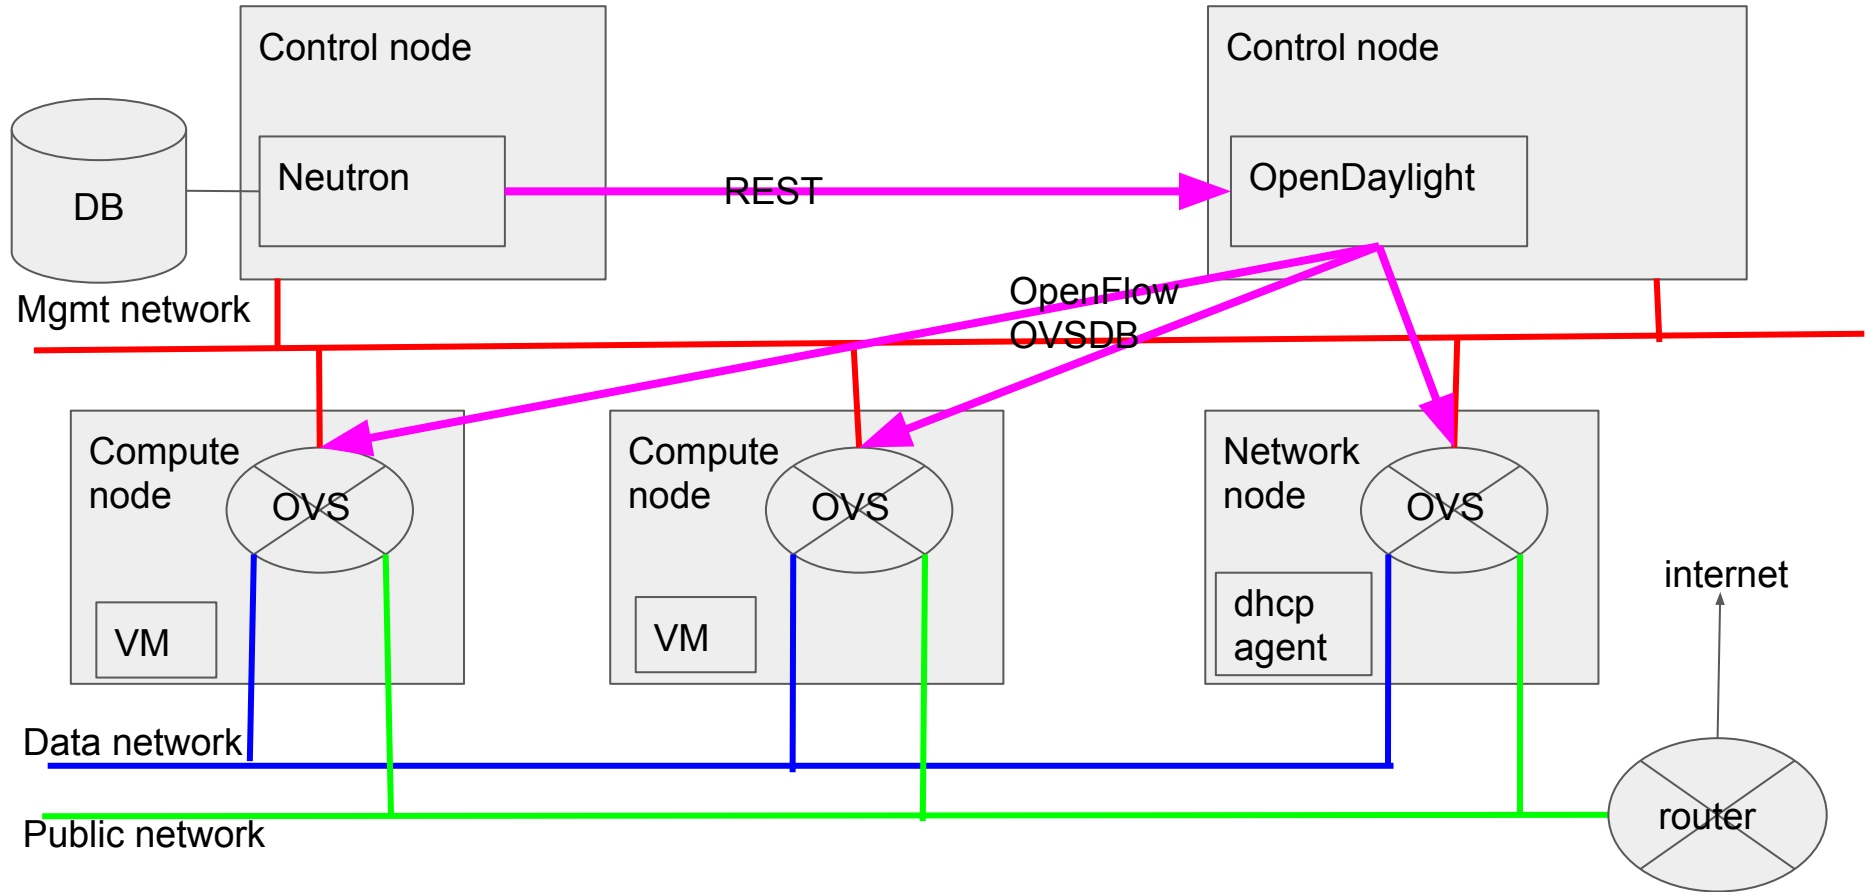 Control node
Control node
DB
Neutron
REST
OpenDaylight
Mgmt network
OpenFlow
OVSDB
Compute
node
OVS
VM
Compute
node
OVS
VM
Network
node
OVS
dhcp
agent
internet
Data network
Public network
router